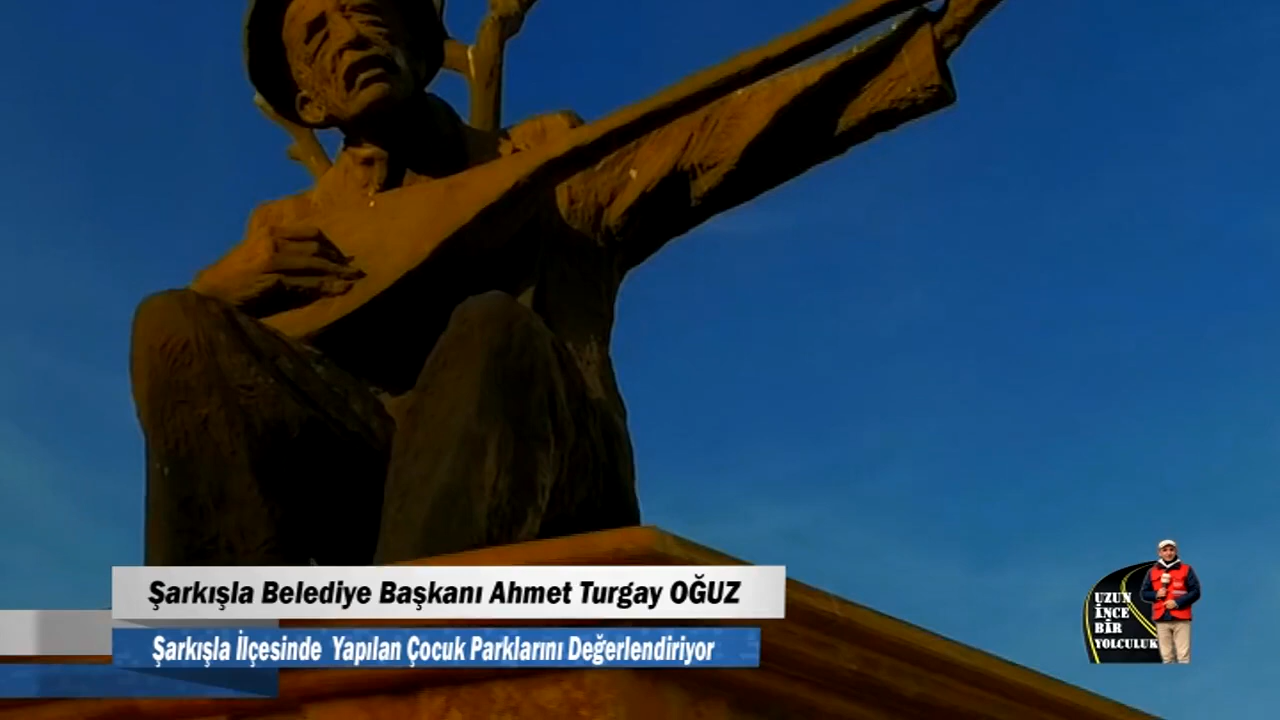 Şarkışla Belediye Başkanı Ahmet Turgay OĞUZ
Şarkışla İlçesinde Yapılan Çocuk Parklarını Değerlendiriyor
UZUN
İNCE
BİR
YOLCULUK